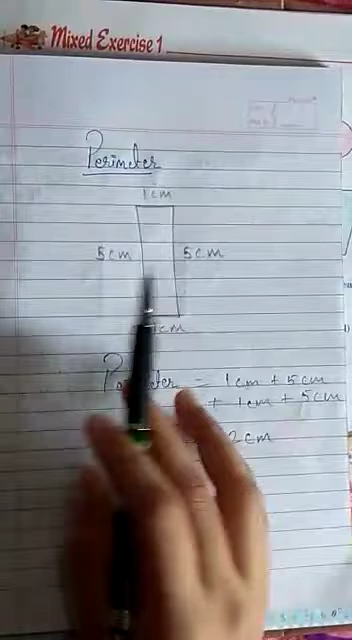 Mixed Exercise 1
Perimeter
1cm
5cm 5cm
cm
= 1cm + 5cm
+ 1cm + 5cm
2cm